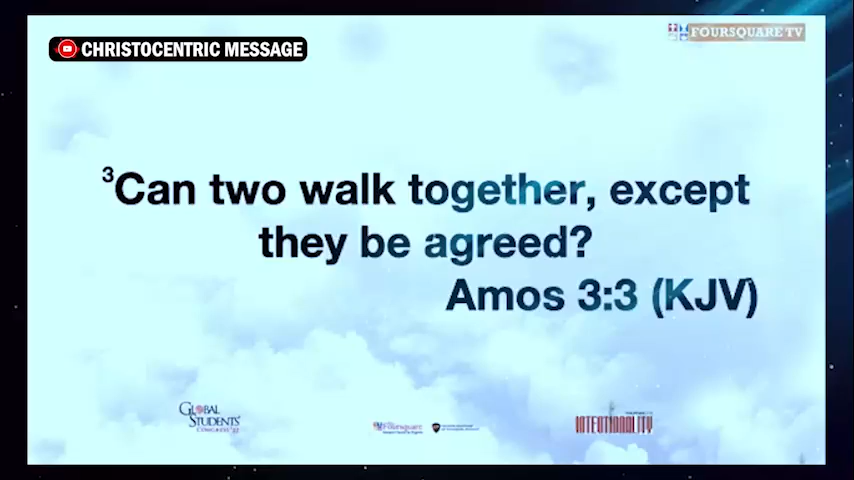 CHRISTOCENTRIC MESSAGE
FOURSQUARE TV
³Can two walk together, except
they be agreed?
Amos 3:3 (KJV)
GLOBAL
STUDENTS'
Foursquare
INTENTIONALITY